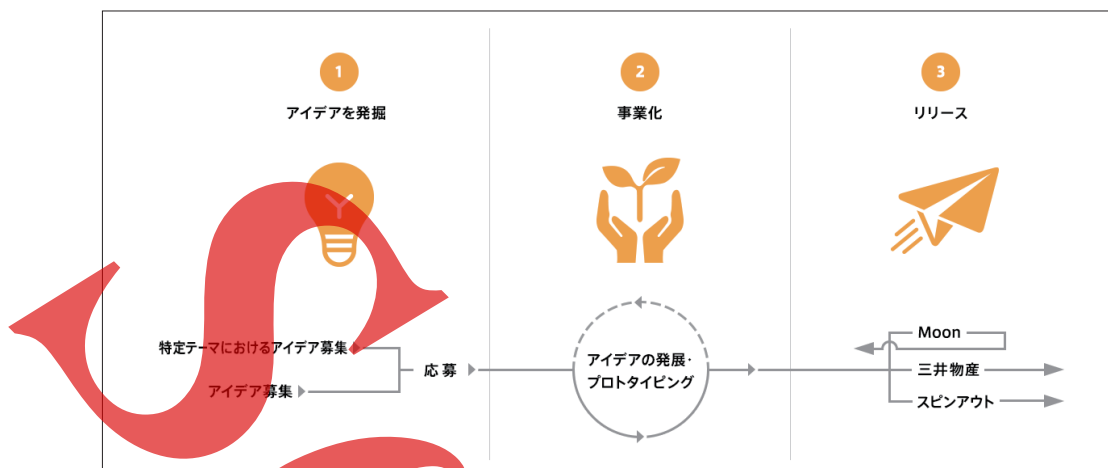 1
アイデアを発掘
2
事業化
3
リリース
特定テーマにおけるアイデア募集
アイデア募集
応募
アイデアの発展・
プロトタイピング
Moon
三井物産
スピンアウト